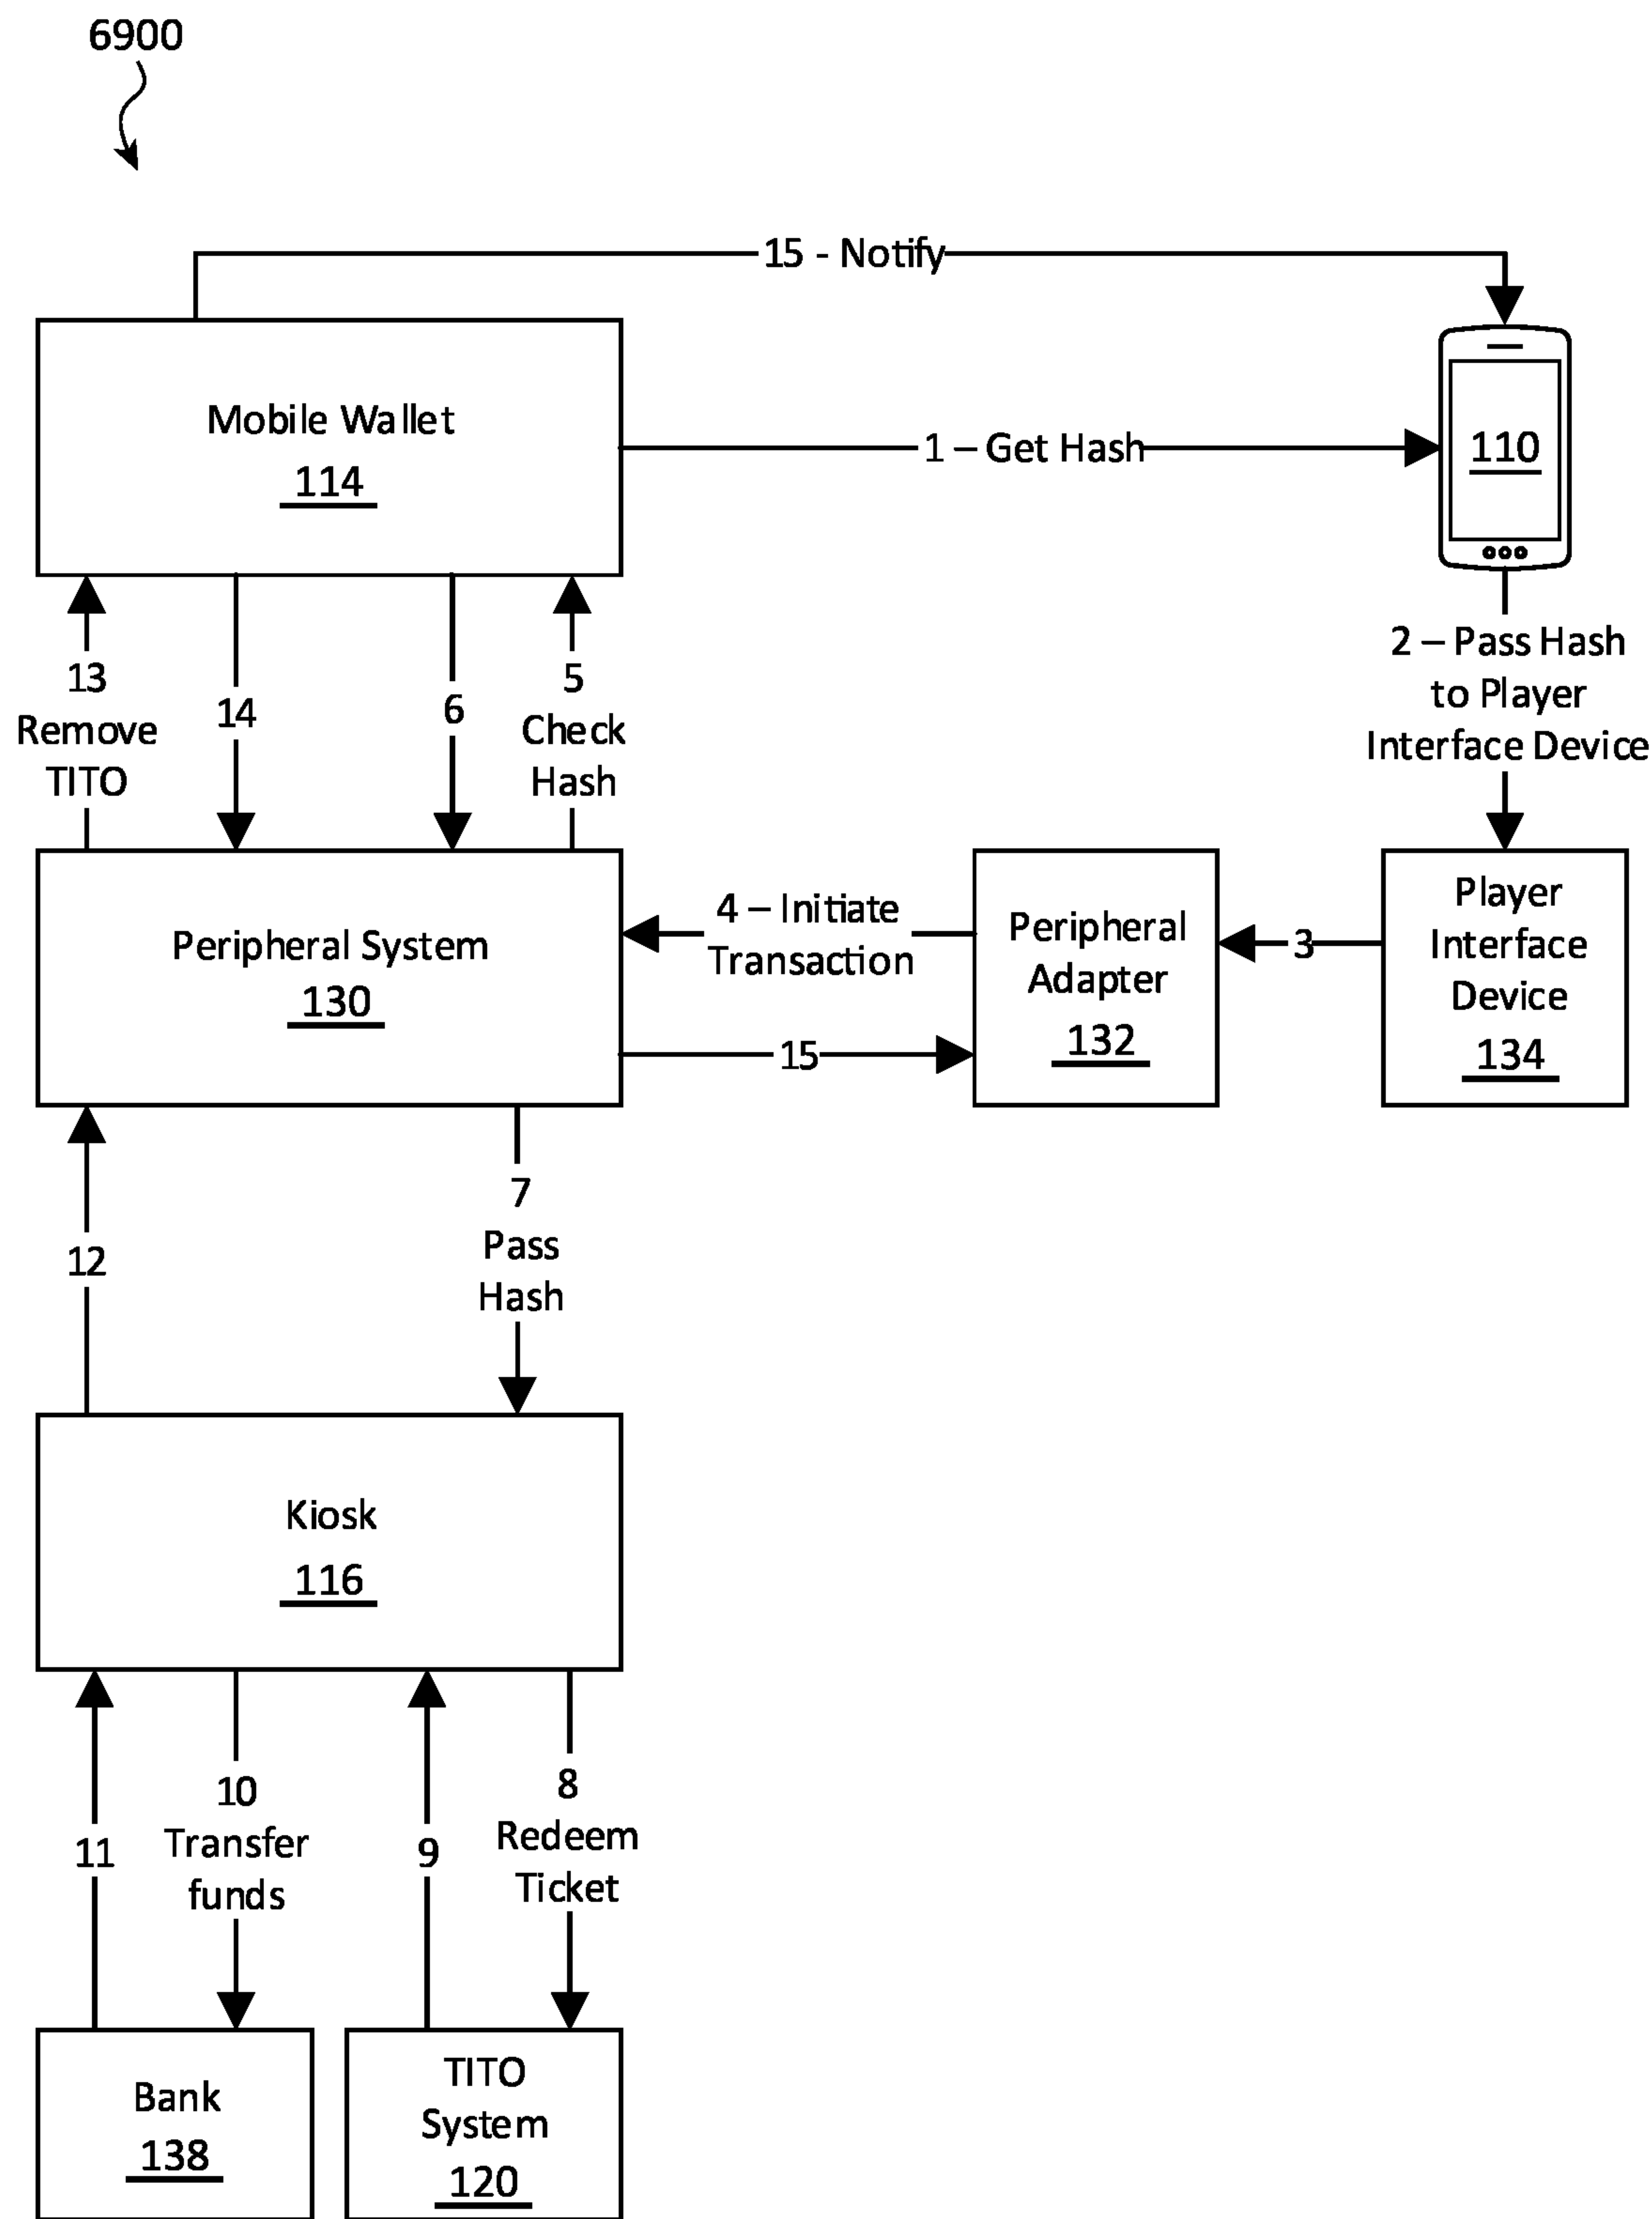 6900
15 - Notify
Mobile Wallet
114
1 – Get Hash
110
2 – Pass Hash
to Player
Interface Device
13
Remove
TITO
14
6
5
Check
Hash
Peripheral System
130
4 – Initiate
Transaction
15
Peripheral
Adapter
132
3
Player
Interface
Device
134
12
7
Pass
Hash
Kiosk
116
11
10
Transfer
funds
9
8
Redeem
Ticket
Bank
138
TITO
System
120